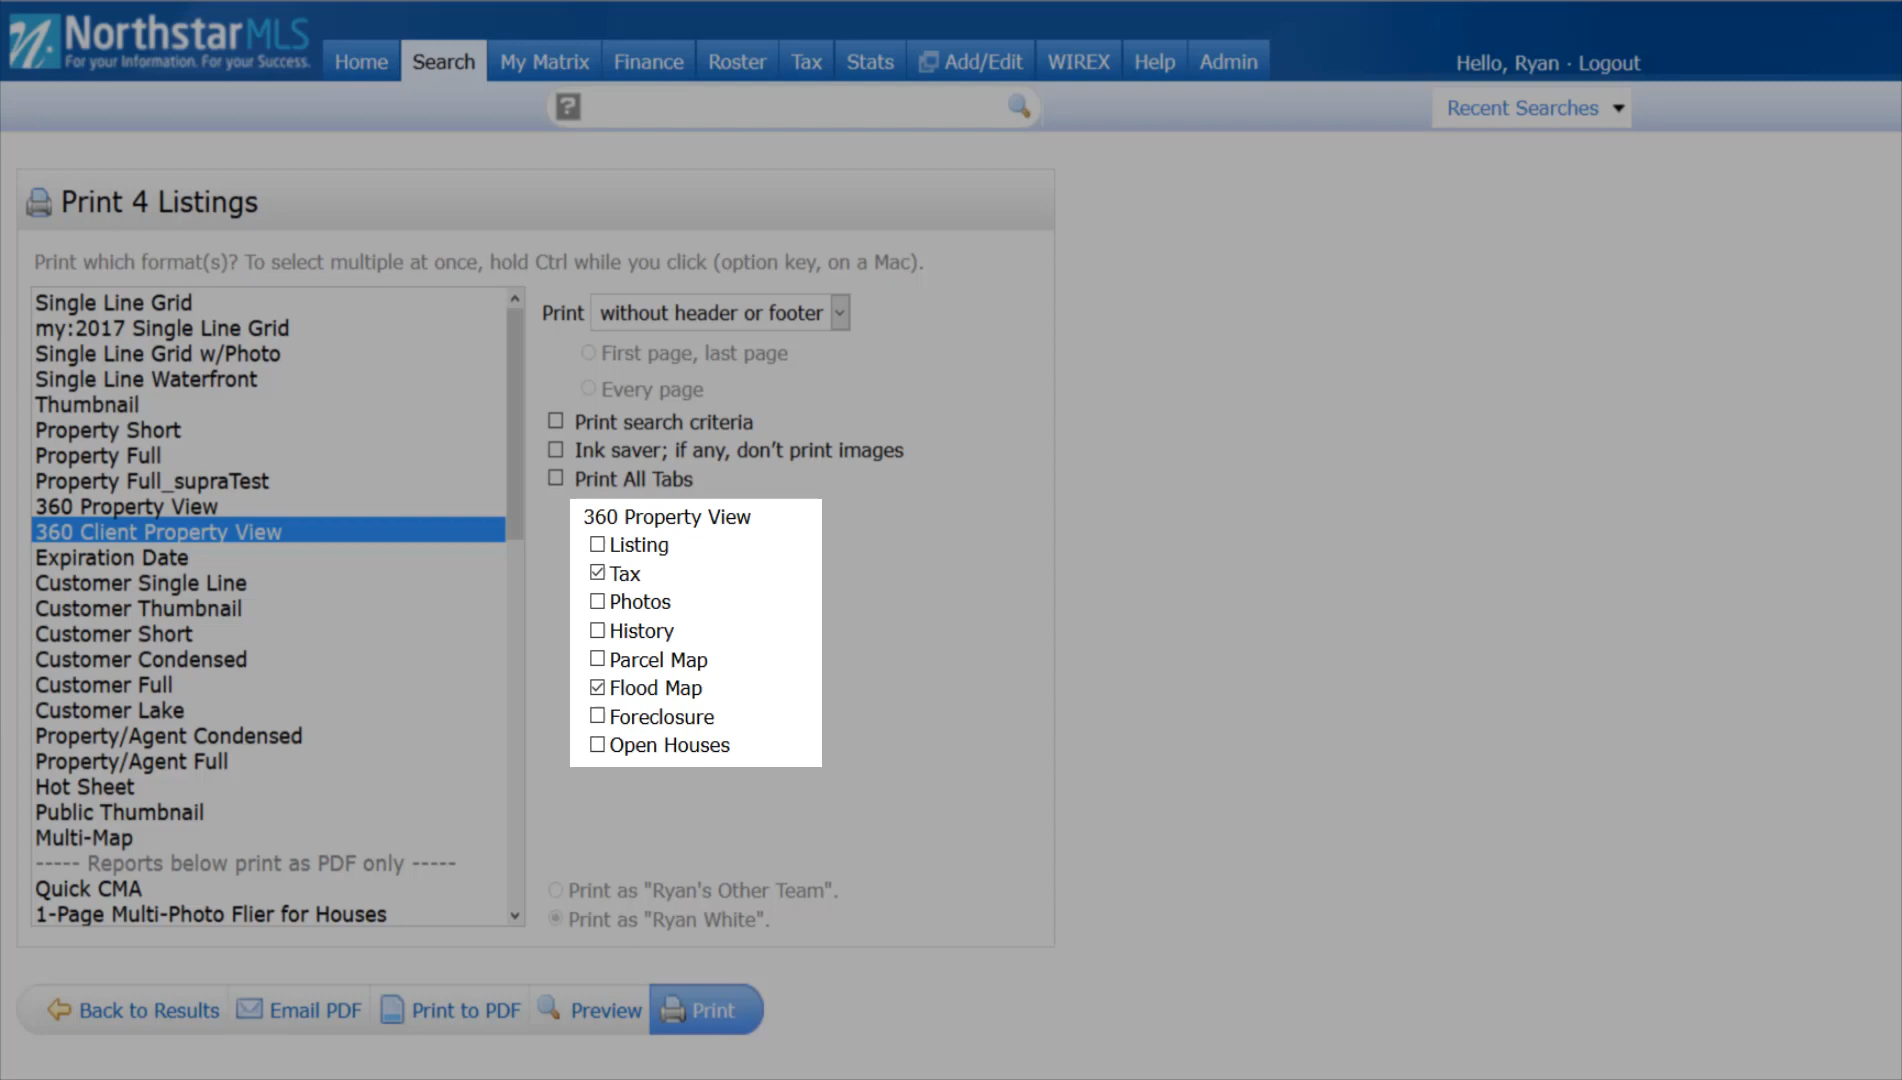 NorthstarMLS
For your Information. For your Success.
Home Search My Matrix Finance Roster Tax Stats Add/Edit WIREX Help Admin
Hello, Ryan · Logout
?
Recent Searches
Print 4 Listings
Print which format(s)? To select multiple at once, hold Ctrl while you click (option key, on a Mac).
Single Line Grid
my:2017 Single Line Grid
Single Line Grid w/Photo
Single Line Waterfront
Thumbnail
Property Short
Property Full
Property Full_supraTest
360 Property View
360 Client Property View
Expiration Date
Customer Single Line
Customer Thumbnail
Customer Short
Customer Condensed
Customer Full
Customer Lake
Property/Agent Condensed
Property/Agent Full
Hot Sheet
Public Thumbnail
Multi-Map
----- Reports below print as PDF only -----
Quick CMA
1-Page Multi-Photo Flier for Houses
Print without header or footer
First page, last page
Every page
Print search criteria
Ink saver; if any, don’t print images
Print All Tabs
360 Property View
Listing
Tax
Photos
History
Parcel Map
Flood Map
Foreclosure
Open Houses
Print as "Ryan's Other Team".
Print as "Ryan White".
Back to Results Email PDF Print to PDF Preview Print